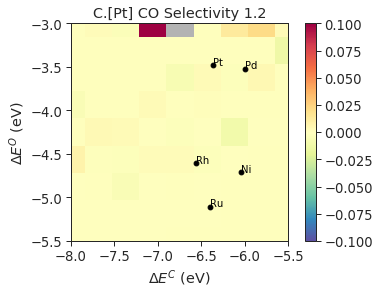 C.[Pt] CO Selectivity 1.2
−3.0
−3.5
−4.0
−4.5
−5.0
−5.5
ΔE^O (eV)
Pt
Pd
Rh
Ni
Ru
−8.0 −7.5 −7.0 −6.5 −6.0 −5.5
ΔE^C (eV)
0.100
0.075
0.050
0.025
0.000
−0.025
−0.050
−0.075
−0.100